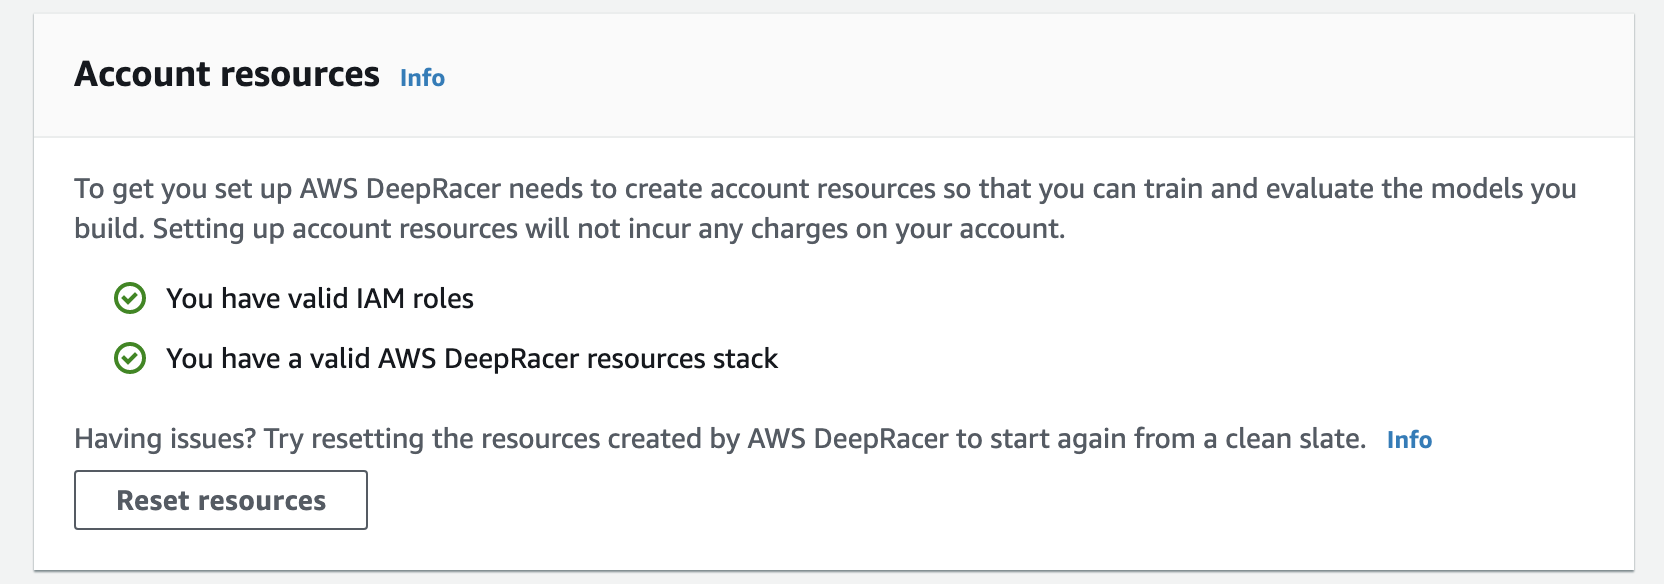 Account resources Info
To get you set up AWS DeepRacer needs to create account resources so that you can train and evaluate the models you
build. Setting up account resources will not incur any charges on your account.
You have valid IAM roles
You have a valid AWS DeepRacer resources stack
Having issues? Try resetting the resources created by AWS DeepRacer to start again from a clean slate. Info
Reset resources